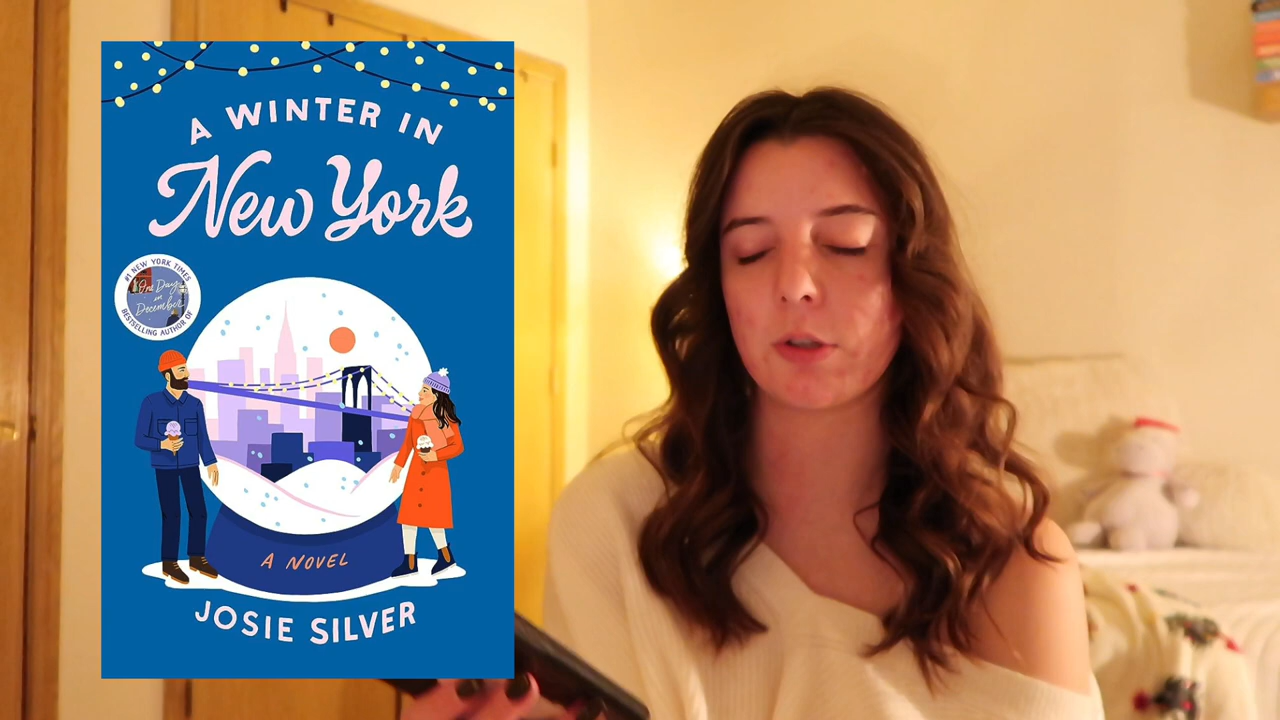 A WINTER IN
New York
#1 NEW YORK TIMES
One Day
in
December
BESTSELLING AUTHOR OF
A NOVEL
JOSIE SILVER